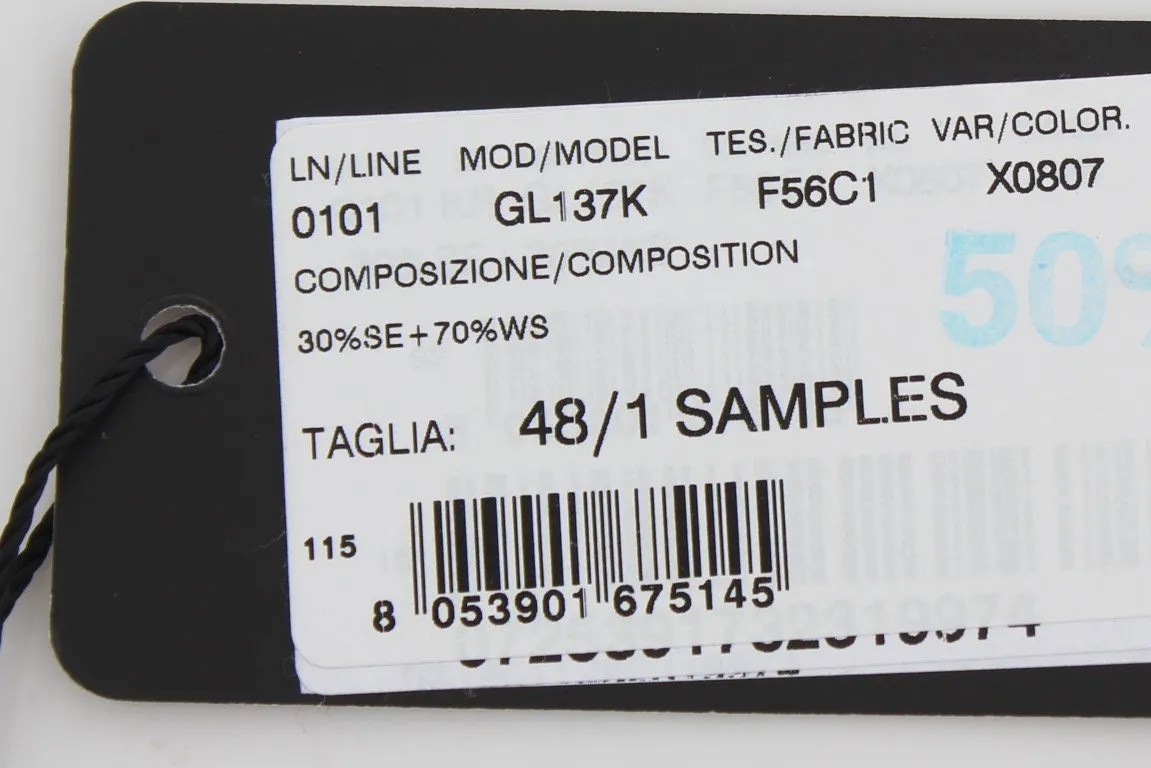 LN/LINE MOD/MODEL TES./FABRIC VAR/COLOR.
0101 GL137K F56C1 X0807
COMPOSIZIONE/COMPOSITION
50%
30%SE+70%WS
TAGLIA: 48/1 SAMPLES
115
8 053901 675145